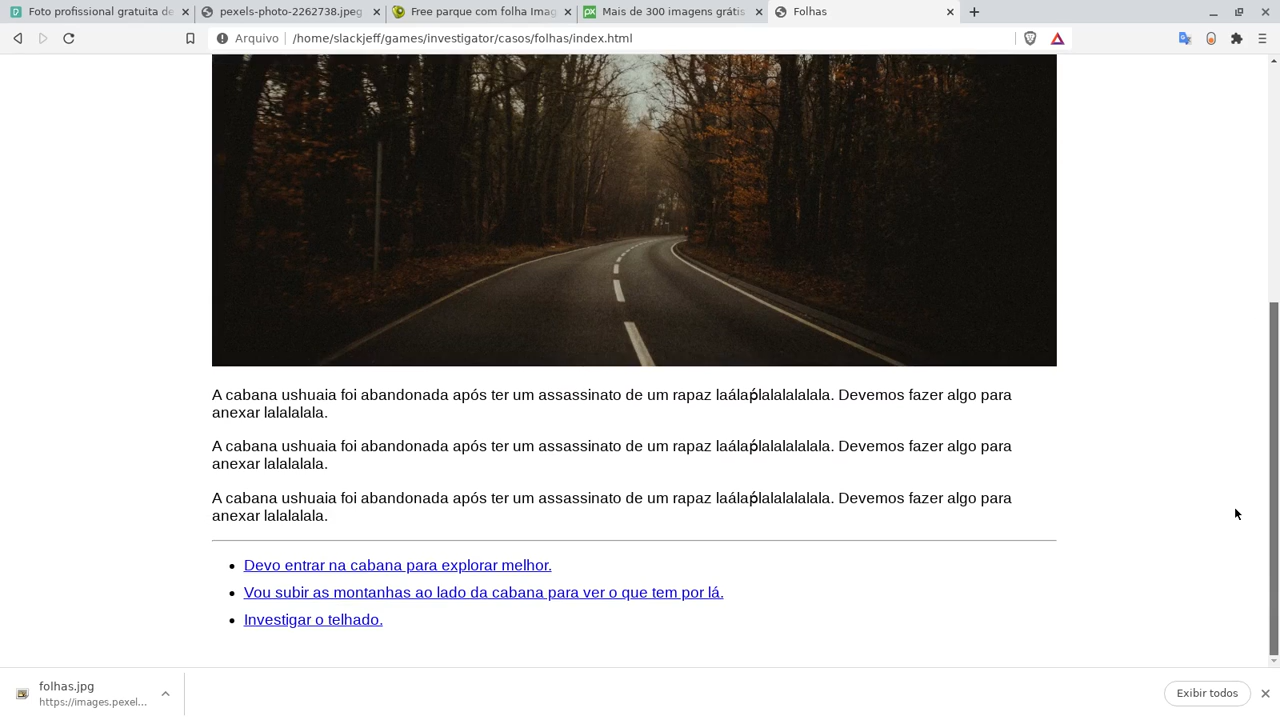 Foto profissional gratuita de
pexels-photo-2262738.jpeg
Free parque com folha Imag
Mais de 300 imagens grátis
Folhas
Arquivo
/home/slackjeff/games/investigator/casos/folhas/index.html
A cabana ushuaia foi abandonada após ter um assassinato de um rapaz laálaṕlalalalalala. Devemos fazer algo para
anexar lalalalala.
A cabana ushuaia foi abandonada após ter um assassinato de um rapaz laálaṕlalalalalala. Devemos fazer algo para
anexar lalalalala.
A cabana ushuaia foi abandonada após ter um assassinato de um rapaz laálaṕlalalalalala. Devemos fazer algo para
anexar lalalalala.
Devo entrar na cabana para explorar melhor.
Vou subir as montanhas ao lado da cabana para ver o que tem por lá.
Investigar o telhado.
folhas.jpg
https://images.pexel...
Exibir todos